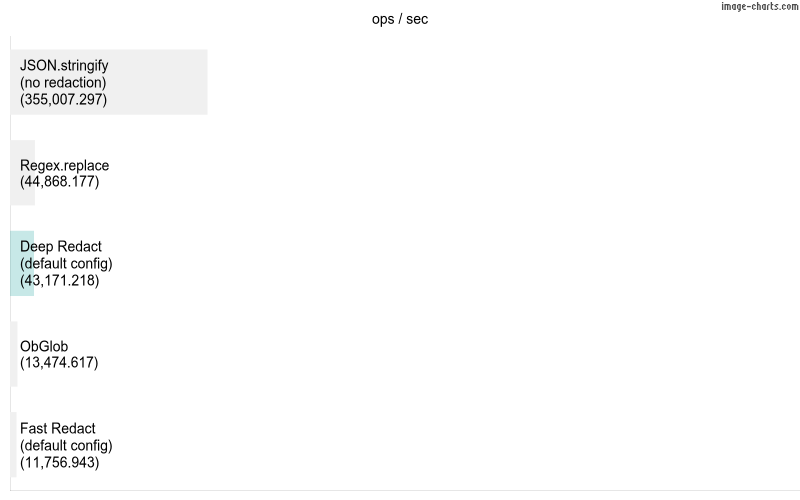 image-charts.com
ops / sec
JSON.stringify
(no redaction)
(355,007.297)
Regex.replace
(44,868.177)
Deep Redact
(default config)
(43,171.218)
ObGlob
(13,474.617)
Fast Redact
(default config)
(11,756.943)